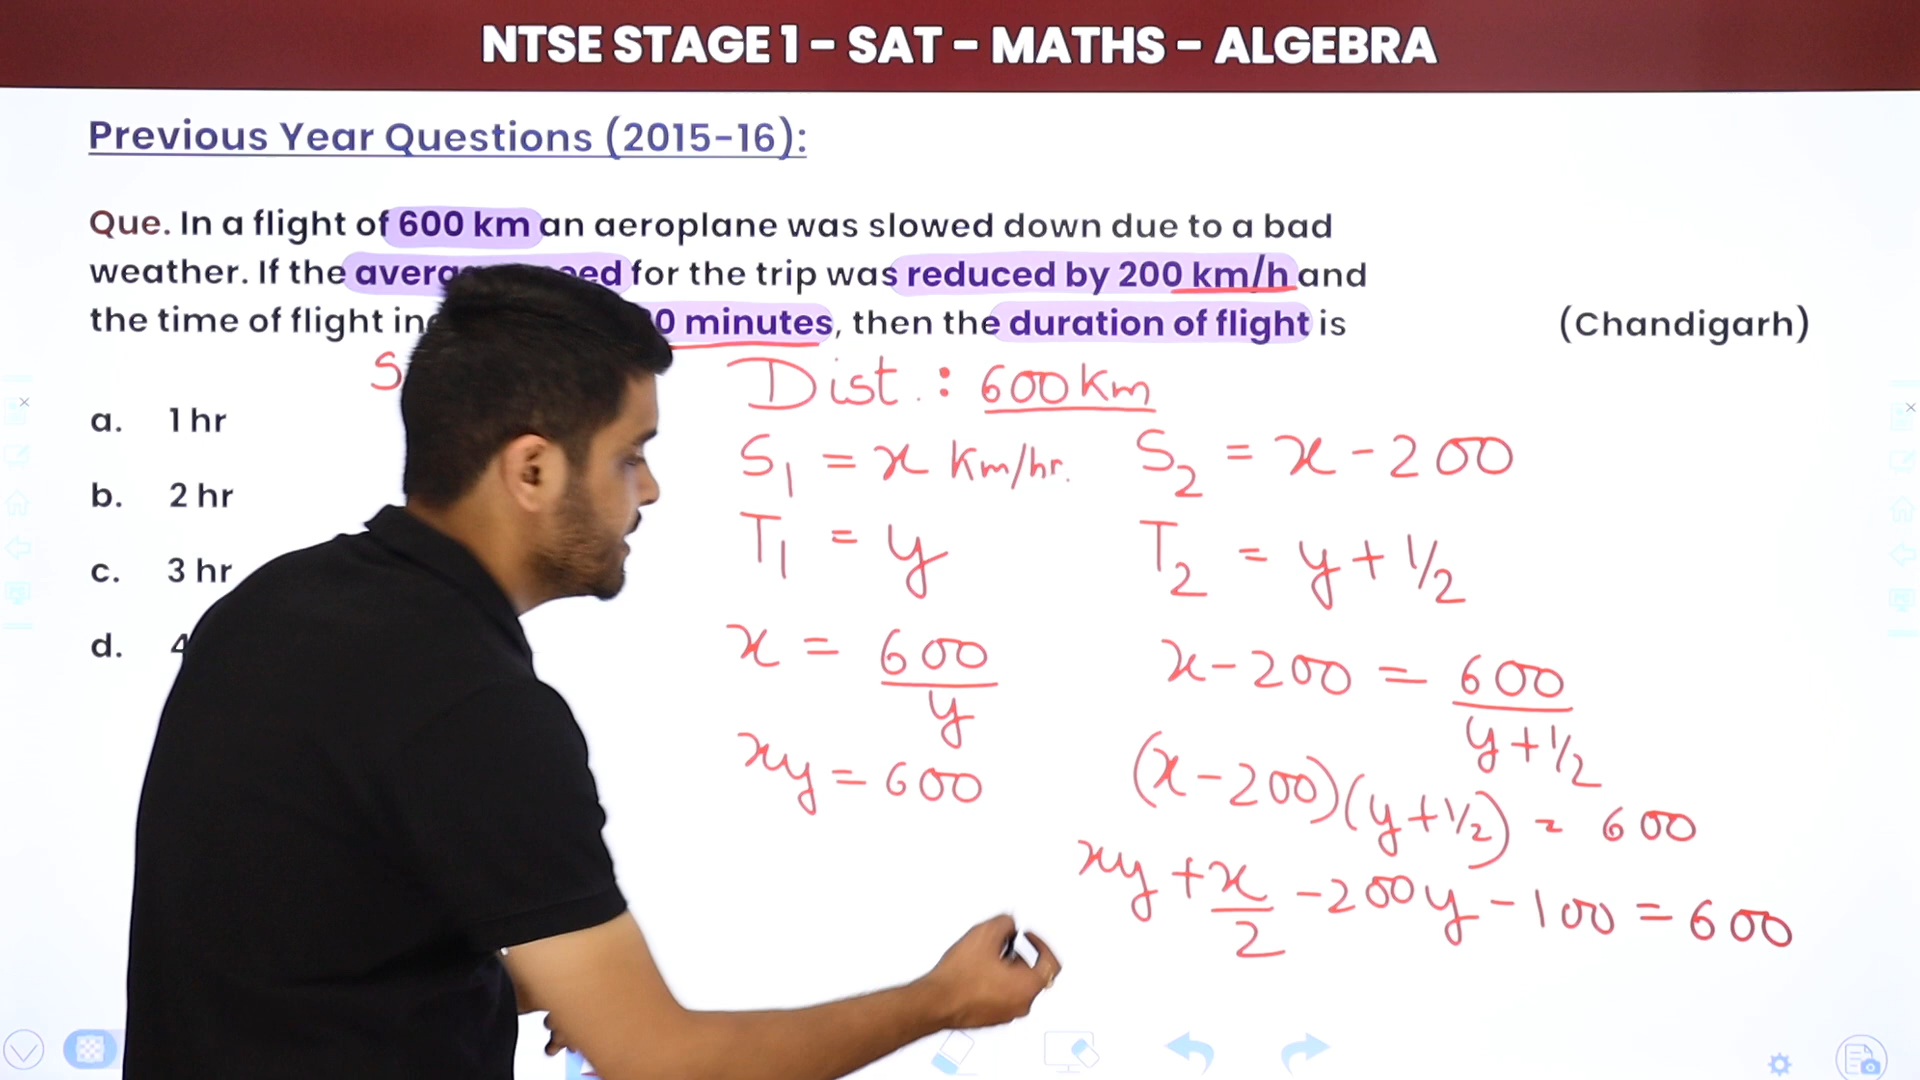 NTSE STAGE 1 - SAT - MATHS - ALGEBRA
Previous Year Questions (2015-16):
Que. In a flight of 600 km an aeroplane was slowed down due to a bad
weather. If the for the trip was reduced by 200 km/h and
the time of flight minutes, then the duration of flight is (Chandigarh)
S
Dist. : 600 Km
a. 1 hr
S₁ = x Km/hr. S₂ = x - 200
b. 2 hr
T₁ = y T₂ = y + 1/2
c. 3 hr
x = 600/y x - 200 = 600/(y + 1/2)
d. 4
xy = 600 (x - 200)(y + 1/2) = 600
xy + x/2 - 200y - 100 = 600